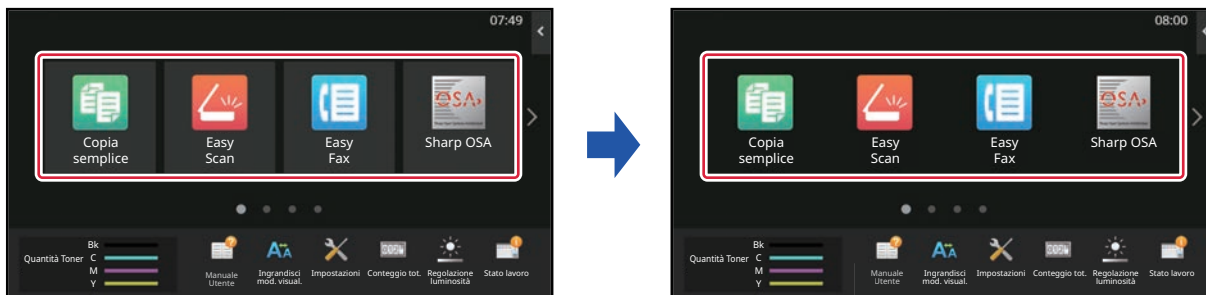 07:49
Copia
semplice
Easy
Scan
Easy
Fax
OSA
Sharp OSA
Quantità Toner
Bk
C
M
Y
Manuale
Utente
Ingrandisci
mod. visual.
Impostazioni
Conteggio tot.
Regolazione
luminosità
Stato lavoro
08:00
Copia
semplice
Easy
Scan
Easy
Fax
OSA
Sharp OSA
Quantità Toner
Bk
C
M
Y
Manuale
Utente
Ingrandisci
mod. visual.
Impostazioni
Conteggio tot.
Regolazione
luminosità
Stato lavoro